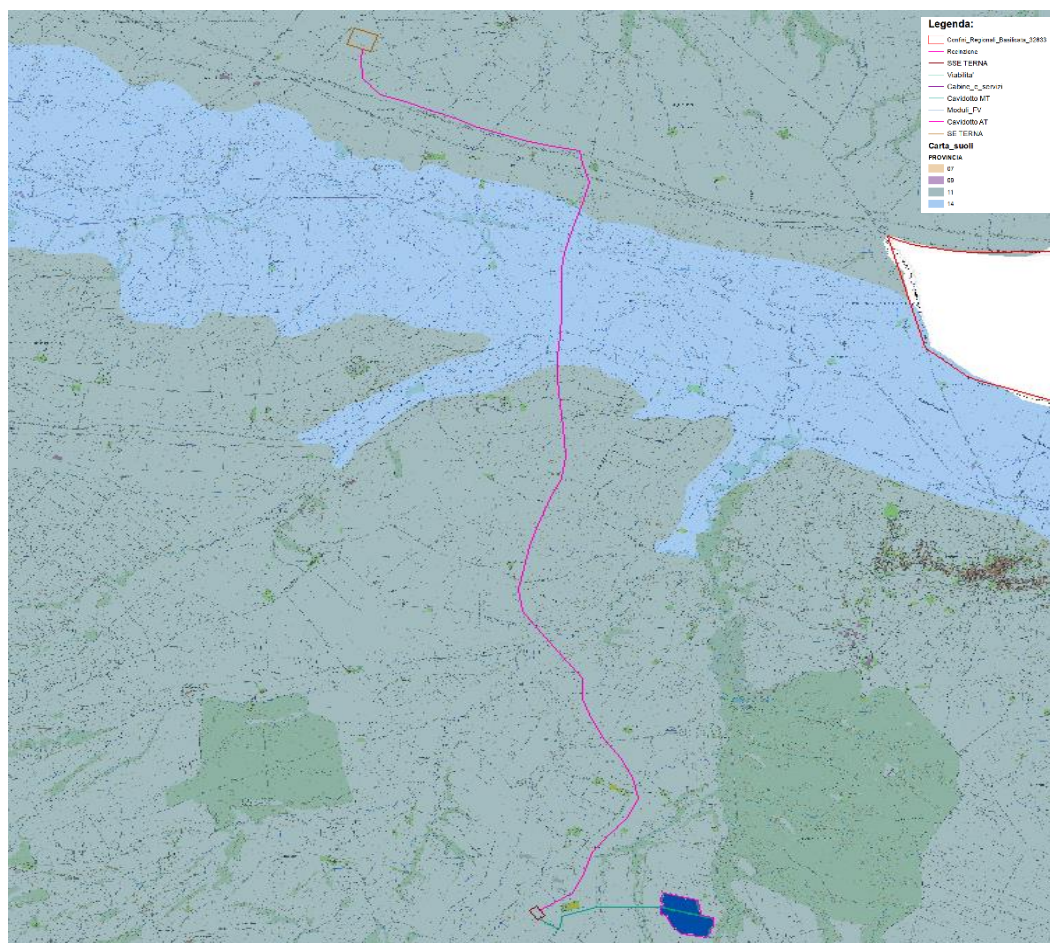 Legenda:
Confini_Regionali_Basilicata_32633
Recinzione
SSE TERNA
Viabilita'
Cabine_e_servizi
Cavidotto MT
Moduli_FV
Cavidotto AT
SE TERNA
Carta_suoli
PROVINCIA
07
09
11
14